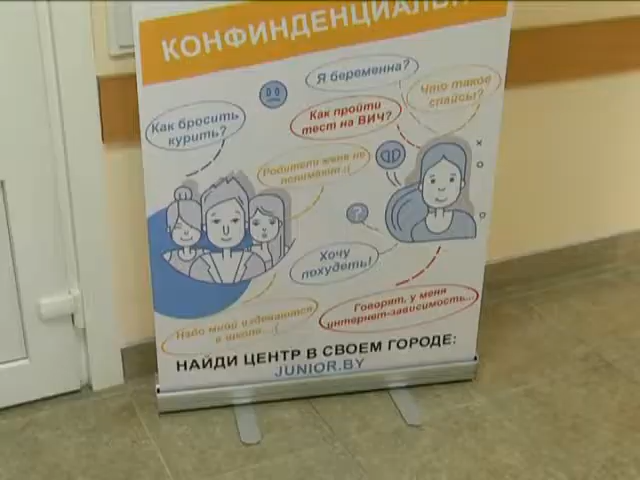 КОНФИНДЕНЦИАЛЬ
Я беременна?
Что такое
спайсы?
Как пройти
тест на ВИЧ?
Как бросить
курить?
Родители меня не
понимают:(
?
Хочу
похудеть!
Говорят, у меня
интернет-зависимость...
Надо мной издеваются
в школе...:(
НАЙДИ ЦЕНТР В СВОЕМ ГОРОДЕ:
JUNIOR.BY